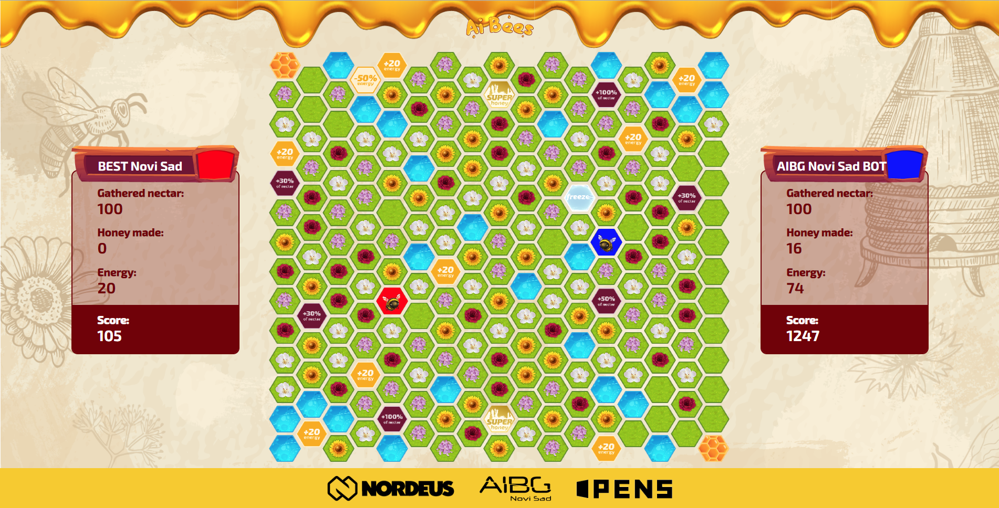 Ai Bees
+20
energy
-50%
energy
+20
energy
SUPER
honey
+100%
of nectar
+20
energy
+20
energy
BEST Novi Sad
Gathered nectar:
100
Honey made:
0
Energy:
20
Score:
105
AIBG Novi Sad BOT
Gathered nectar:
100
Honey made:
16
Energy:
74
Score:
1247
+30%
of nectar
freeze
+30%
of nectar
+20
energy
+50%
of nectar
+30%
of nectar
+20
energy
+100%
of nectar
SUPER
honey
+20
energy
+20
energy
NORDEUS
AIBG
Novi Sad
OPENS